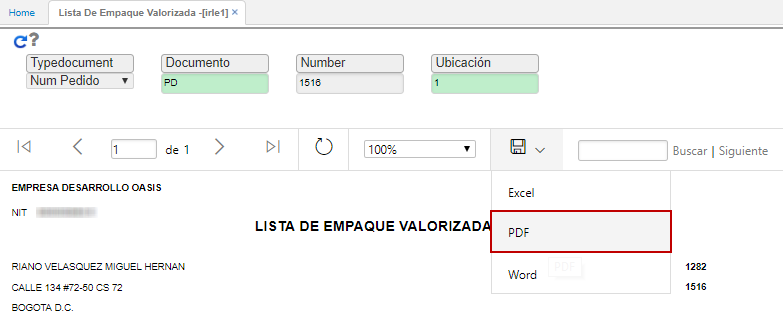 Home Lista De Empaque Valorizada -[irle1] ×
?
Typedocument Documento Number Ubicación
Num Pedido PD 1516 1
1 de 1 100% Buscar | Siguiente
EMPRESA DESARROLLO OASIS
Excel
NIT
LISTA DE EMPAQUE VALORIZADA
PDF
RIANO VELASQUEZ MIGUEL HERNAN 1282
Word PDF
CALLE 134 #72-50 CS 72 1516
BOGOTA D.C.